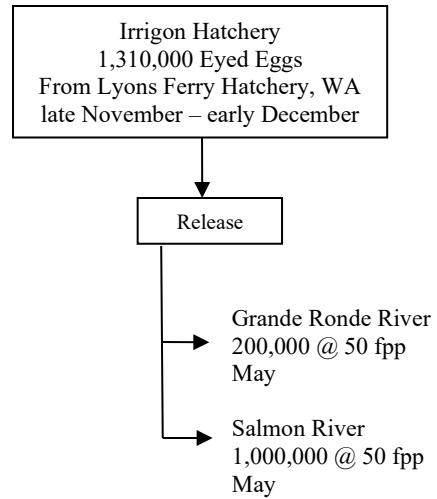 Irrigon Hatchery
1,310,000 Eyed Eggs
From Lyons Ferry Hatchery, WA
late November – early December
Release
Grande Ronde River
200,000 @ 50 fpp
May
Salmon River
1,000,000 @ 50 fpp
May